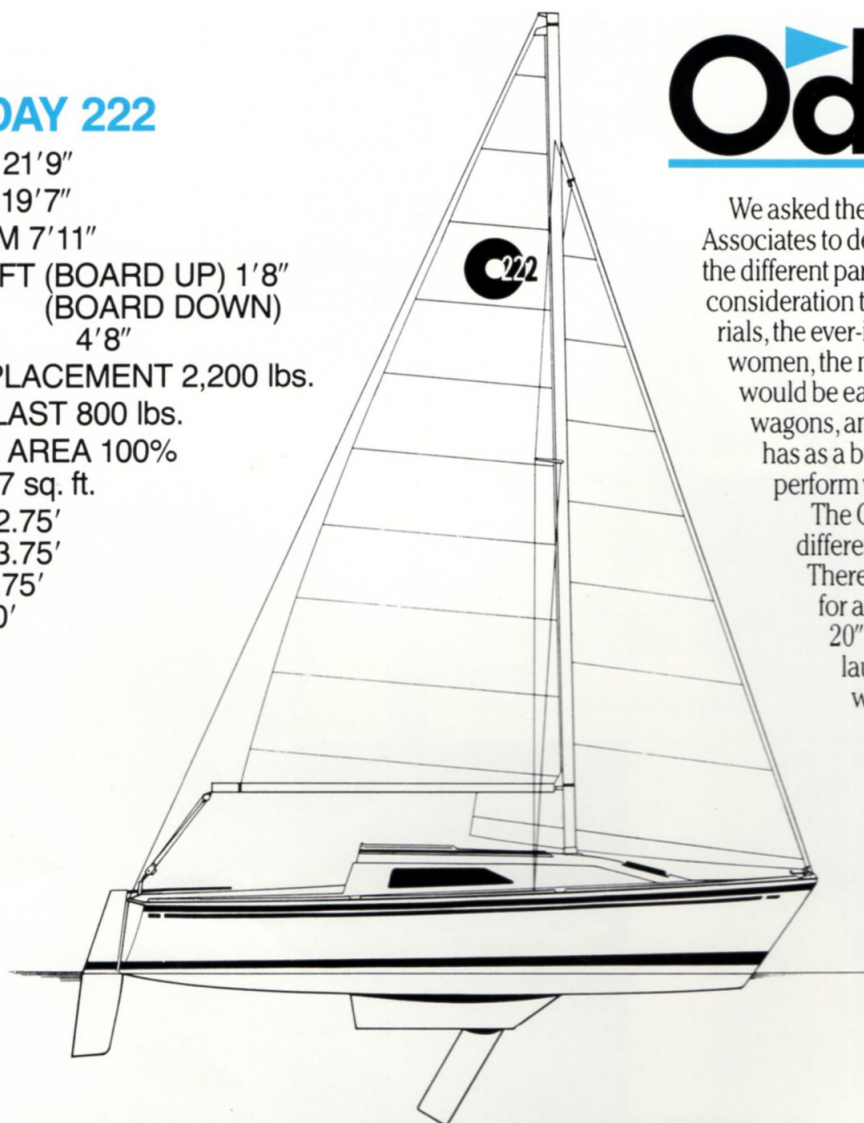 DAY 222
21'9"
19'7"
M 7'11"
FT (BOARD UP) 1'8"
(BOARD DOWN)
4'8"
PLACEMENT 2,200 lbs.
LAST 800 lbs.
AREA 100%
7 sq. ft.
2.75'
3.75'
75'
0'
222
Od
We asked the
Associates to de
the different par
consideration t
rials, the ever-i
women, the
would be ea
wagons, an
has as a b
perform
The
differe
There
for a
20"
lau
w